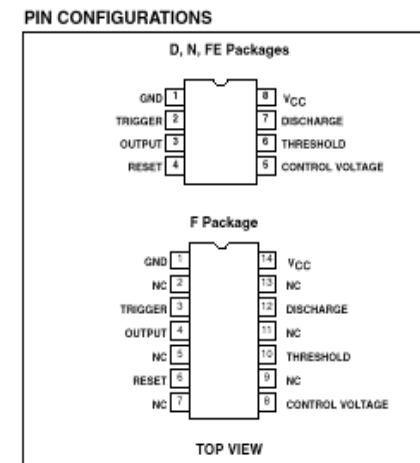 PIN CONFIGURATIONS
D, N, FE Packages
GND 1 8 VCC
TRIGGER 2 7 DISCHARGE
OUTPUT 3 6 THRESHOLD
RESET 4 5 CONTROL VOLTAGE
F Package
GND 1 14 VCC
NC 2 13 NC
TRIGGER 3 12 DISCHARGE
OUTPUT 4 11 NC
NC 5 10 THRESHOLD
RESET 6 9 NC
NC 7 8 CONTROL VOLTAGE
TOP VIEW